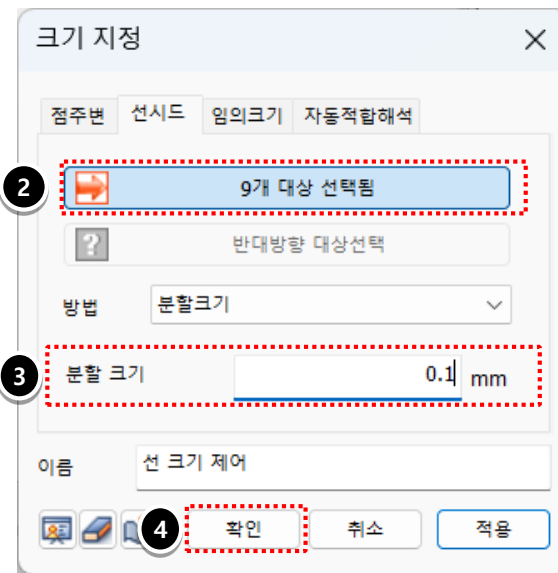 크기 지정
점주변 선시드 임의크기 자동적합해석
2 9개 대상 선택됨
? 반대방향 대상선택
방법 분할크기
3 분할 크기 0.1 mm
이름 선 크기 제어
4 확인 취소 적용